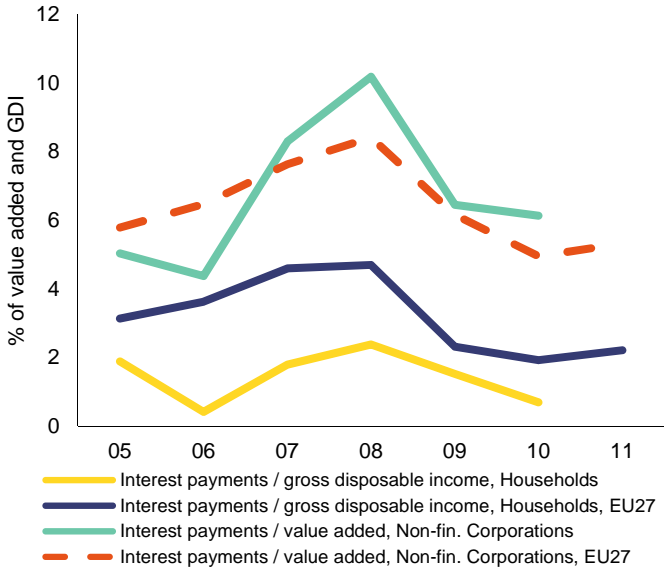 % of value added and GDI
12
10
8
6
4
2
0
05 06 07 08 09 10 11
Interest payments / gross disposable income, Households
Interest payments / gross disposable income, Households, EU27
Interest payments / value added, Non-fin. Corporations
Interest payments / value added, Non-fin. Corporations, EU27